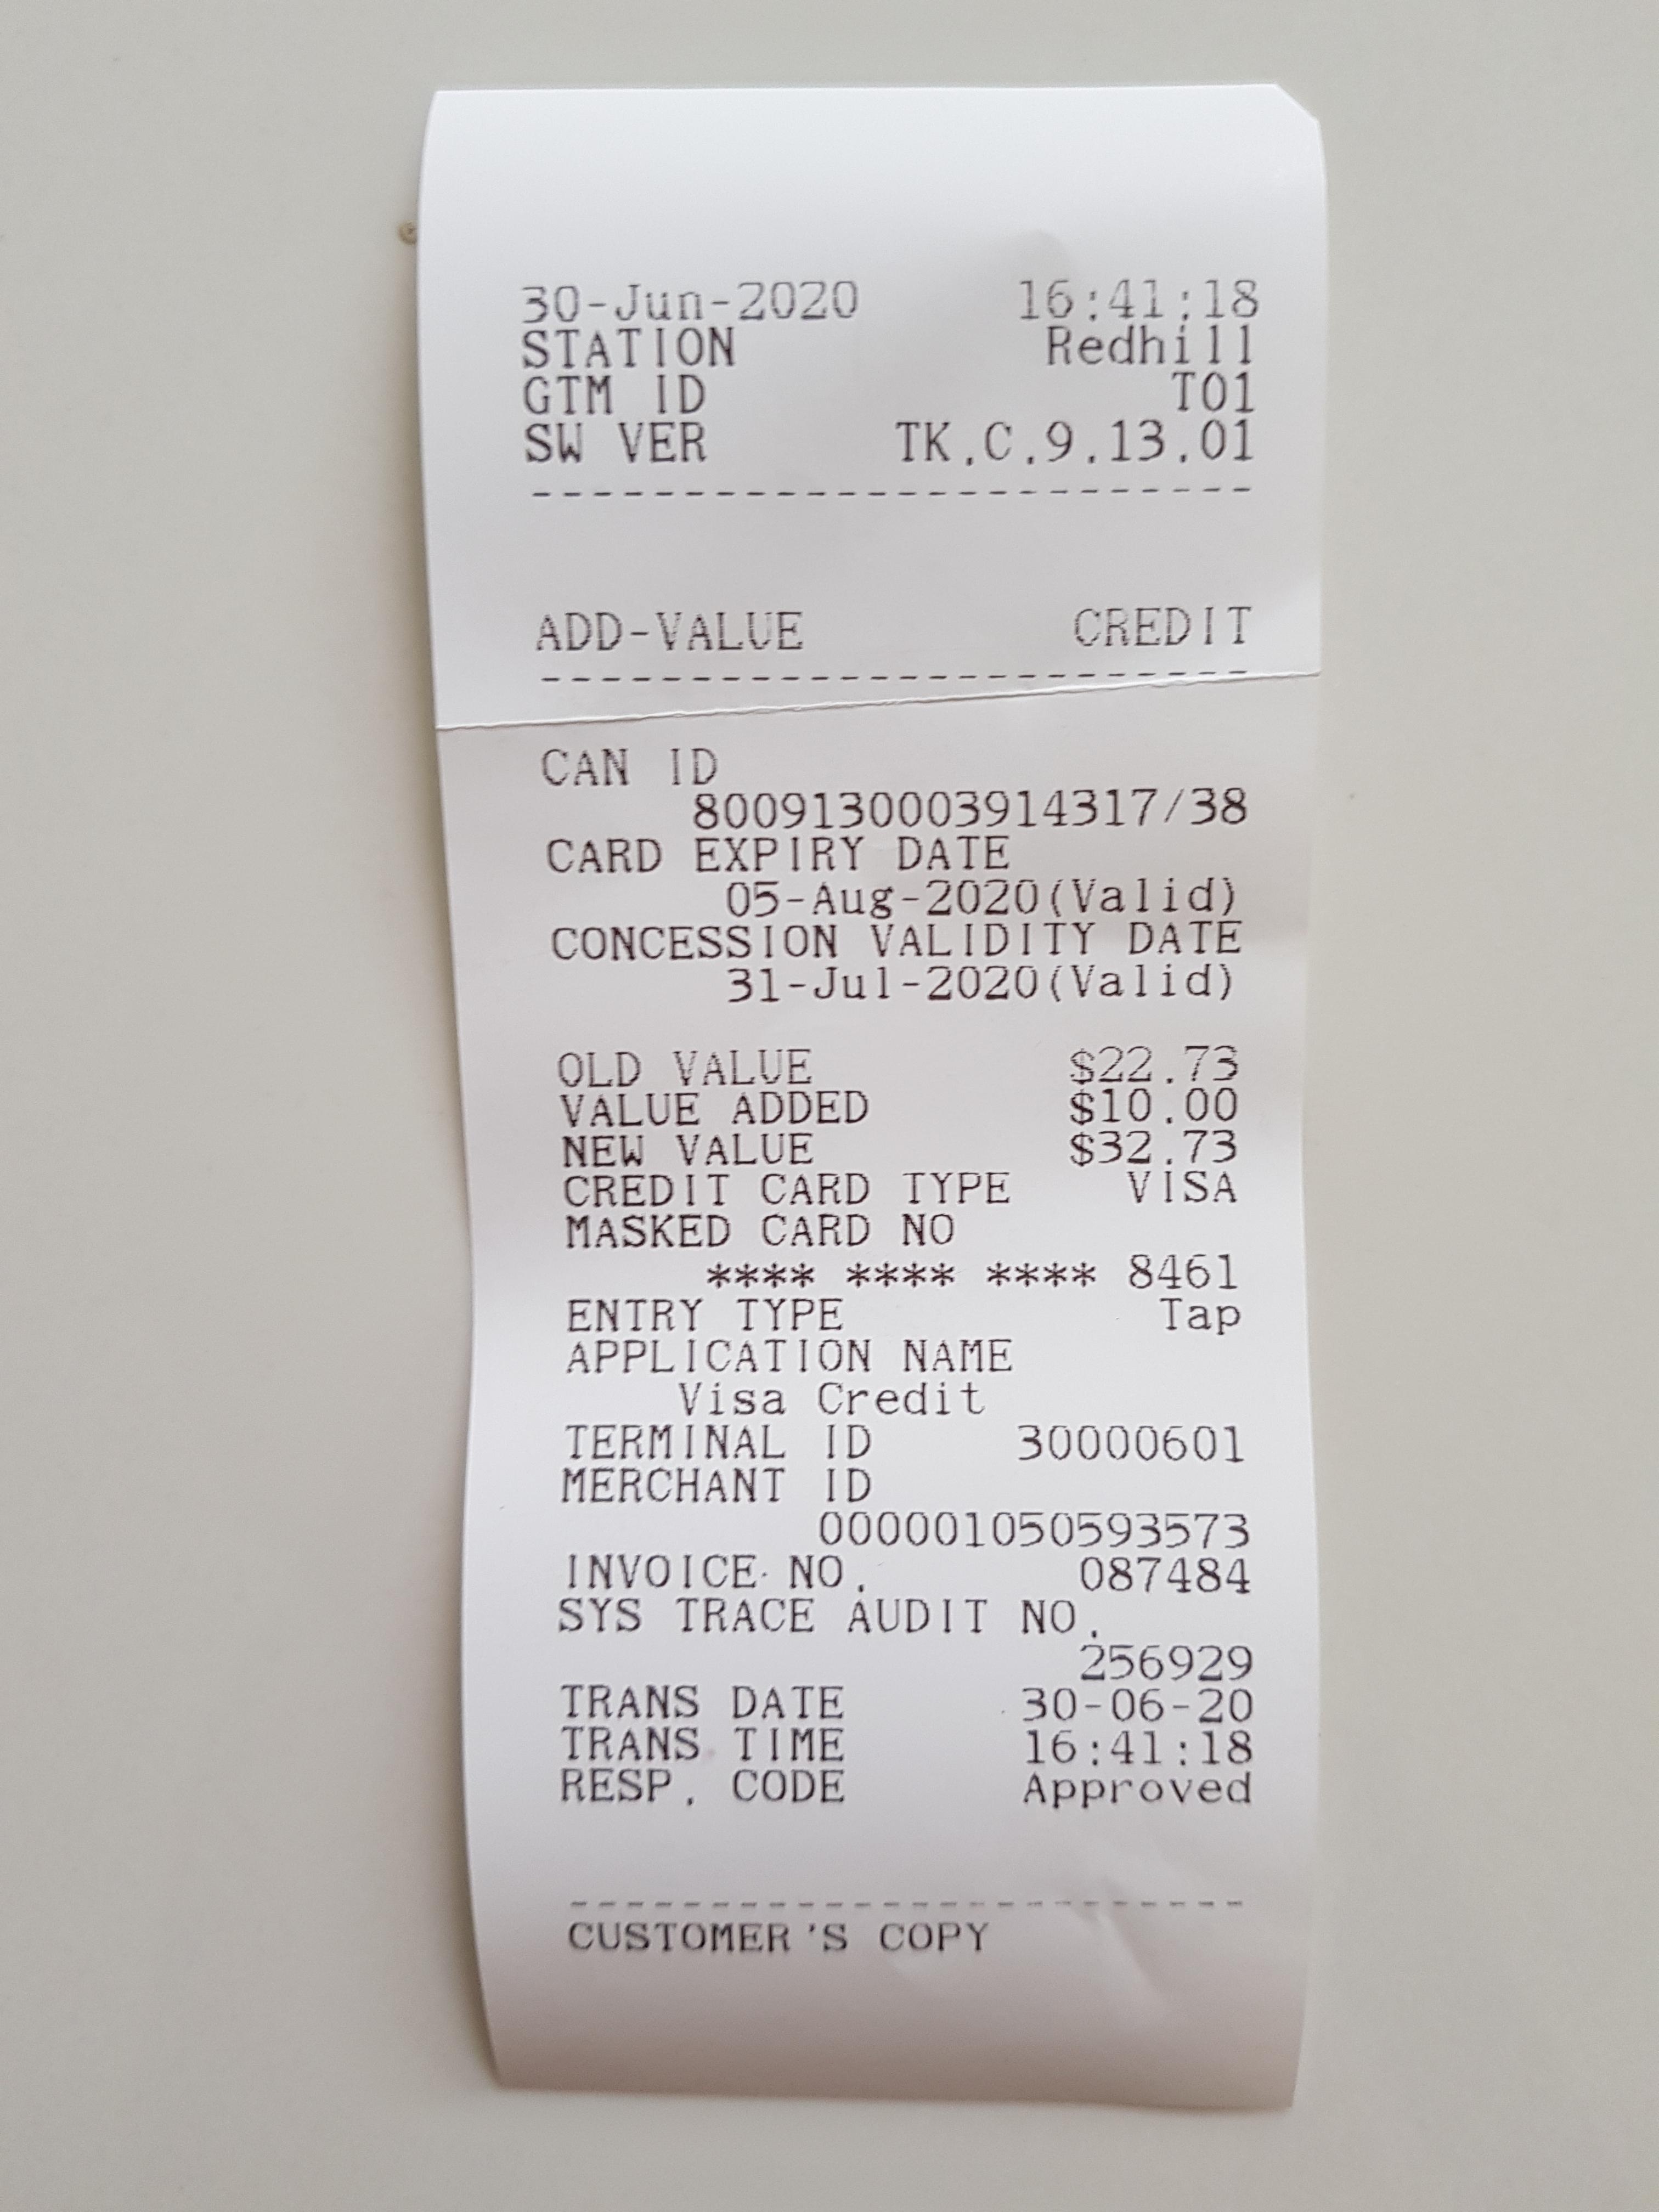 30-Jun-2020 16:41:18
STATION Redhill
GTM ID T01
SW VER TK.C.9.13.01
------------------------
ADD-VALUE CREDIT
------------------------
CAN ID
8009130003914317/38
CARD EXPIRY DATE
05-Aug-2020(Valid)
CONCESSION VALIDITY DATE
31-Jul-2020(Valid)
OLD VALUE $22.73
VALUE ADDED $10.00
NEW VALUE $32.73
CREDIT CARD TYPE VISA
MASKED CARD NO
**** **** **** 8461
ENTRY TYPE Tap
APPLICATION NAME
Visa Credit
TERMINAL ID 30000601
MERCHANT ID
000001050593573
INVOICE NO. 087484
SYS TRACE AUDIT NO.
256929
TRANS DATE 30-06-20
TRANS TIME 16:41:18
RESP. CODE Approved
------------------------
CUSTOMER'S COPY